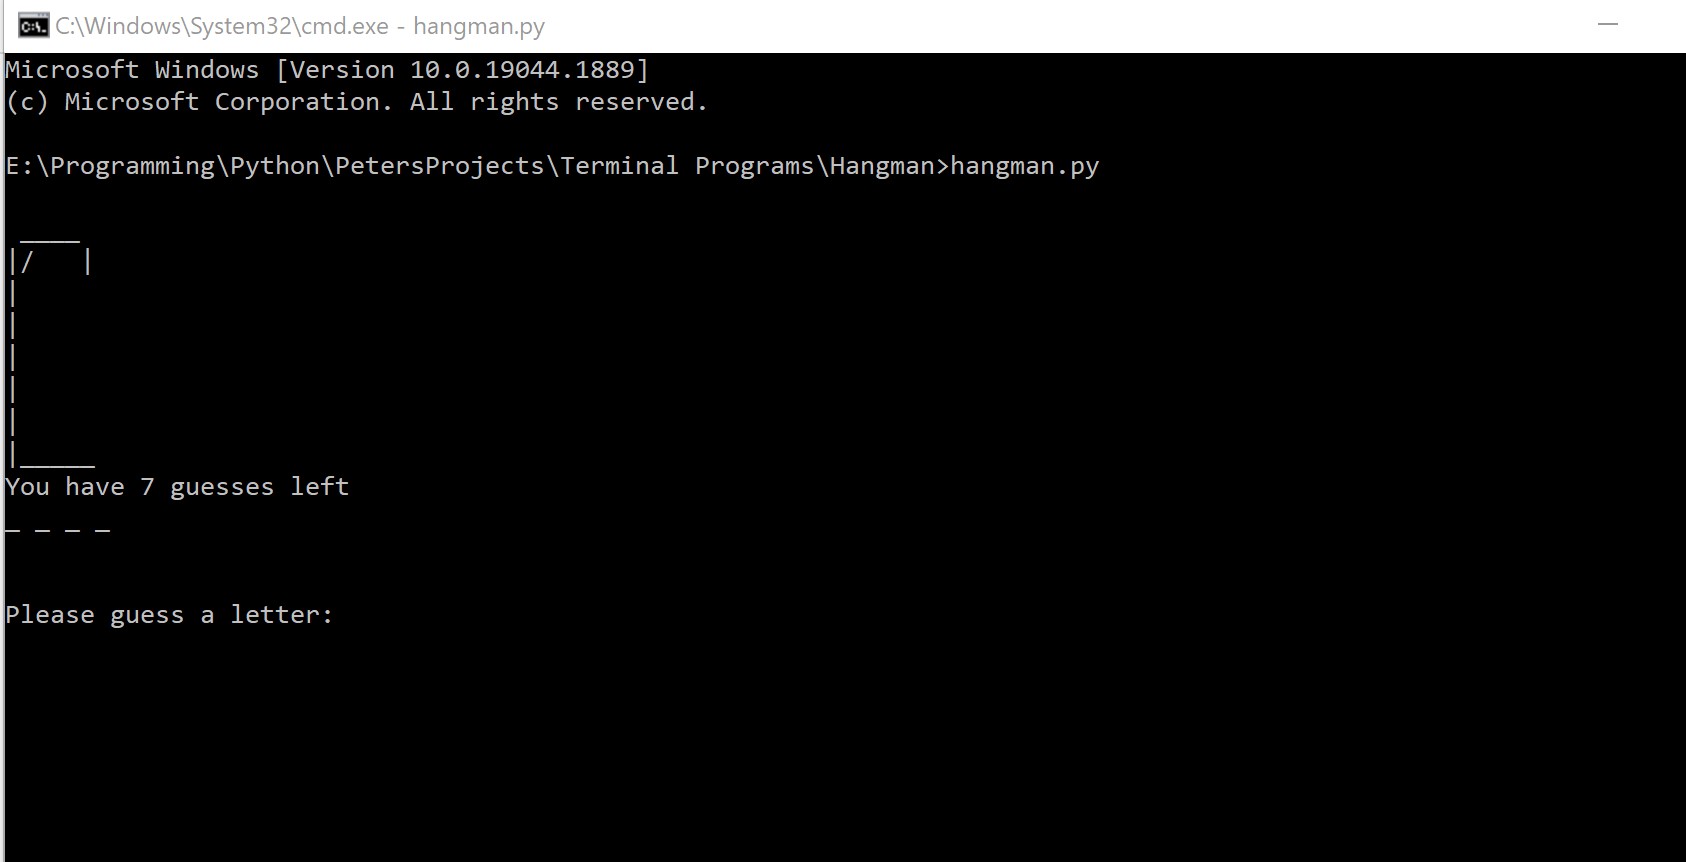 C:\Windows\System32\cmd.exe - hangman.py
Microsoft Windows [Version 10.0.19044.1889]
(c) Microsoft Corporation. All rights reserved.
E:\Programming\Python\PetersProjects\Terminal Programs\Hangman>hangman.py
 ____
|/   |
|
|
|
|
|
|_____
You have 7 guesses left
_ _ _ _
Please guess a letter: